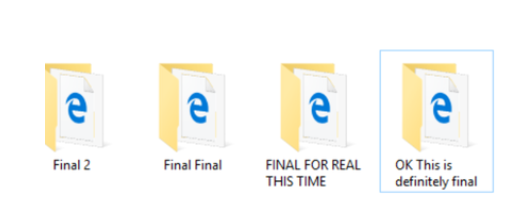 Final 2
Final Final
FINAL FOR REAL
THIS TIME
OK This is
definitely final